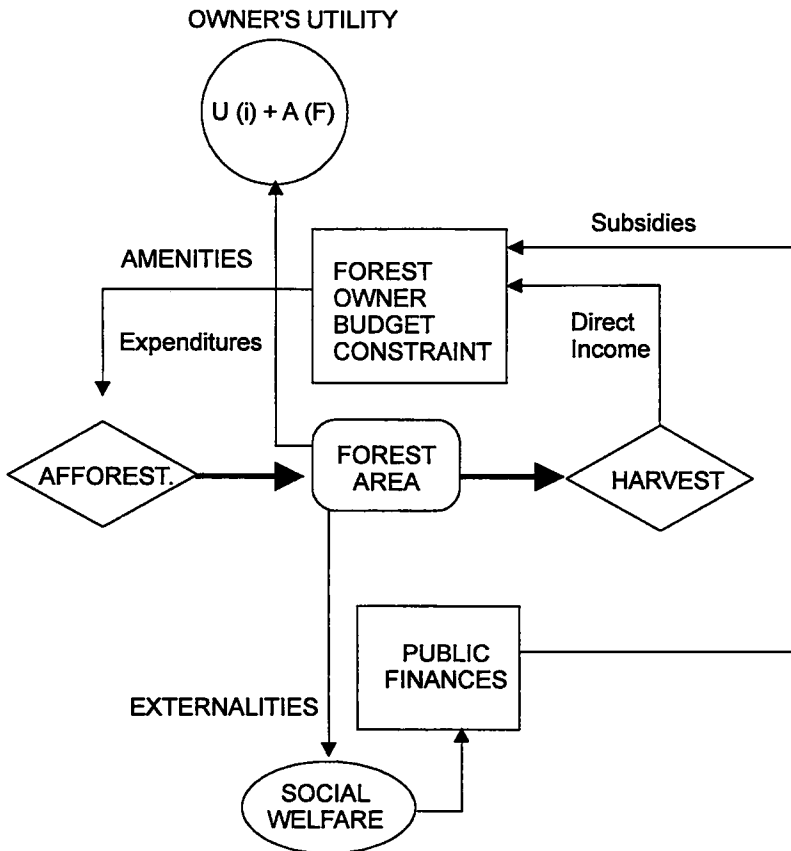 OWNER'S UTILITY
U (i) + A (F)
Subsidies
AMENITIES
FOREST
OWNER
BUDGET
CONSTRAINT
Expenditures
Direct
Income
AFFOREST.
FOREST
AREA
HARVEST
PUBLIC
FINANCES
EXTERNALITIES
SOCIAL
WELFARE